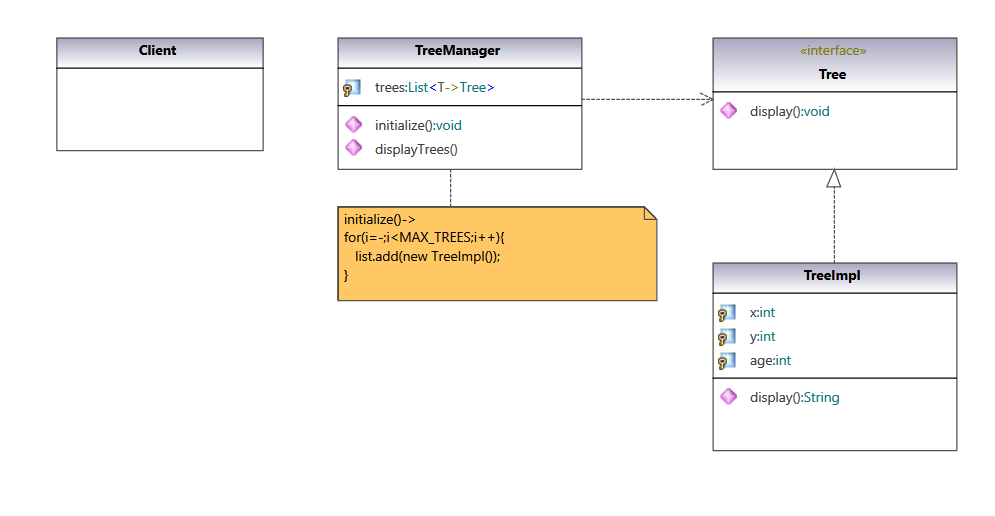 Client
TreeManager
trees:List<T->Tree>
initialize():void
displayTrees()
initialize()->
for(i=-;i<MAX_TREES;i++){
list.add(new TreeImpl());
}
«interface»
Tree
display():void
TreeImpl
x:int
y:int
age:int
display():String